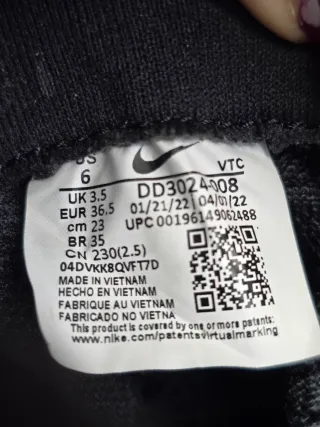 US
6
VTC
UK 3.5
DD3024-008
EUR 36.5
01/21/22 04/01/22
cm 23
UPC 00196149062488
BR 35
CN 230(2.5)
04DVKK8QVFT7D
MADE IN VIETNAM
HECHO EN VIETNAM
FABRIQUE AU VIETNAM
FABRICADO NO VIETNA
This product is covered by one or more patents:
www.nike.com/patentsvirtualmarking